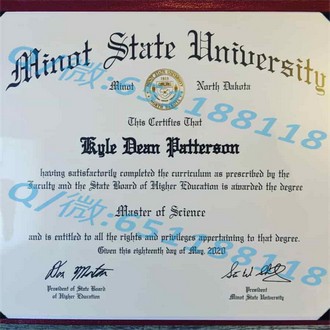 Minot State University
Minot North Dakota
This Certifies That
Kyle Dean Patterson
having satisfactorily completed the curriculum as prescribed by the
Faculty and the State Board of Higher Education is awarded the degree
Master of Science
and is entitled to all the rights and privileges appertaining to that degree.
Given this eighteenth day of May, 2020
President of State Board
of Higher Education
President
Minot State University
Q/微:651188118
Q/微:651188118